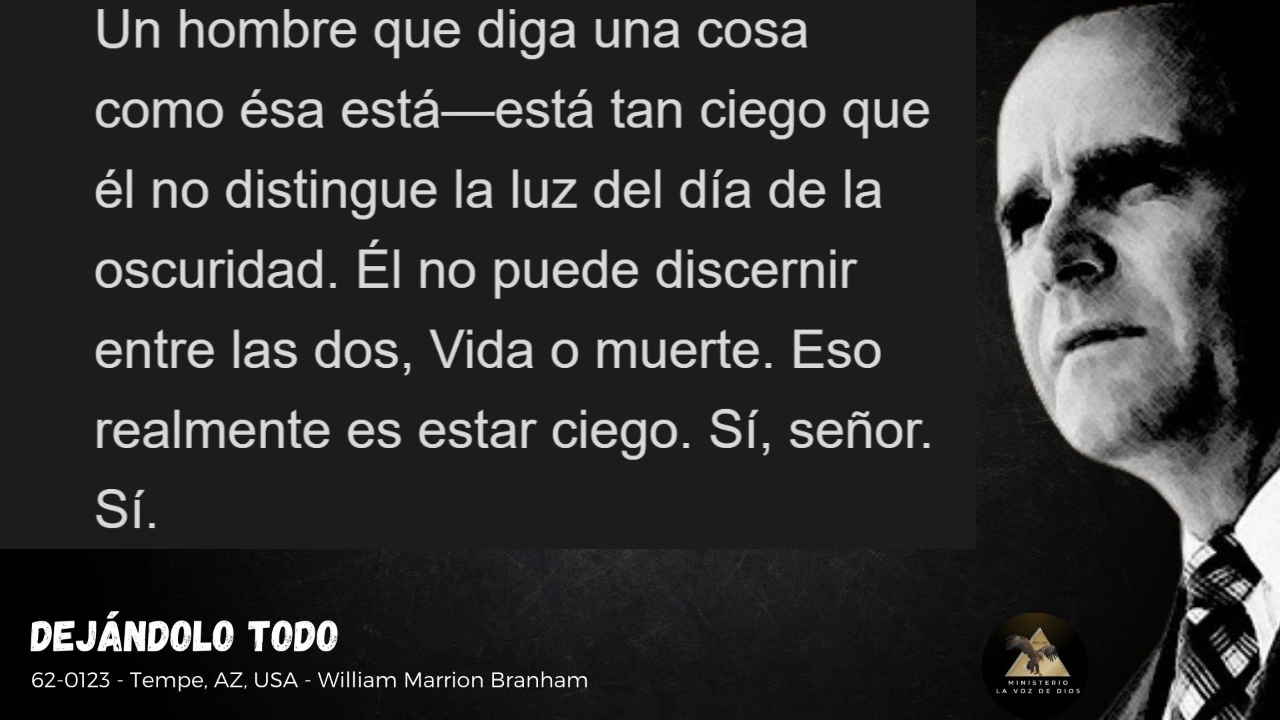 Un hombre que diga una cosa
como ésa está—está tan ciego que
él no distingue la luz del día de la
oscuridad. Él no puede discernir
entre las dos, Vida o muerte. Eso
realmente es estar ciego. Sí, señor.
Sí.
DEJÁNDOLO TODO
62-0123 - Tempe, AZ, USA - William Marrion Branham
MINISTERIO
LA VOZ DE DIOS